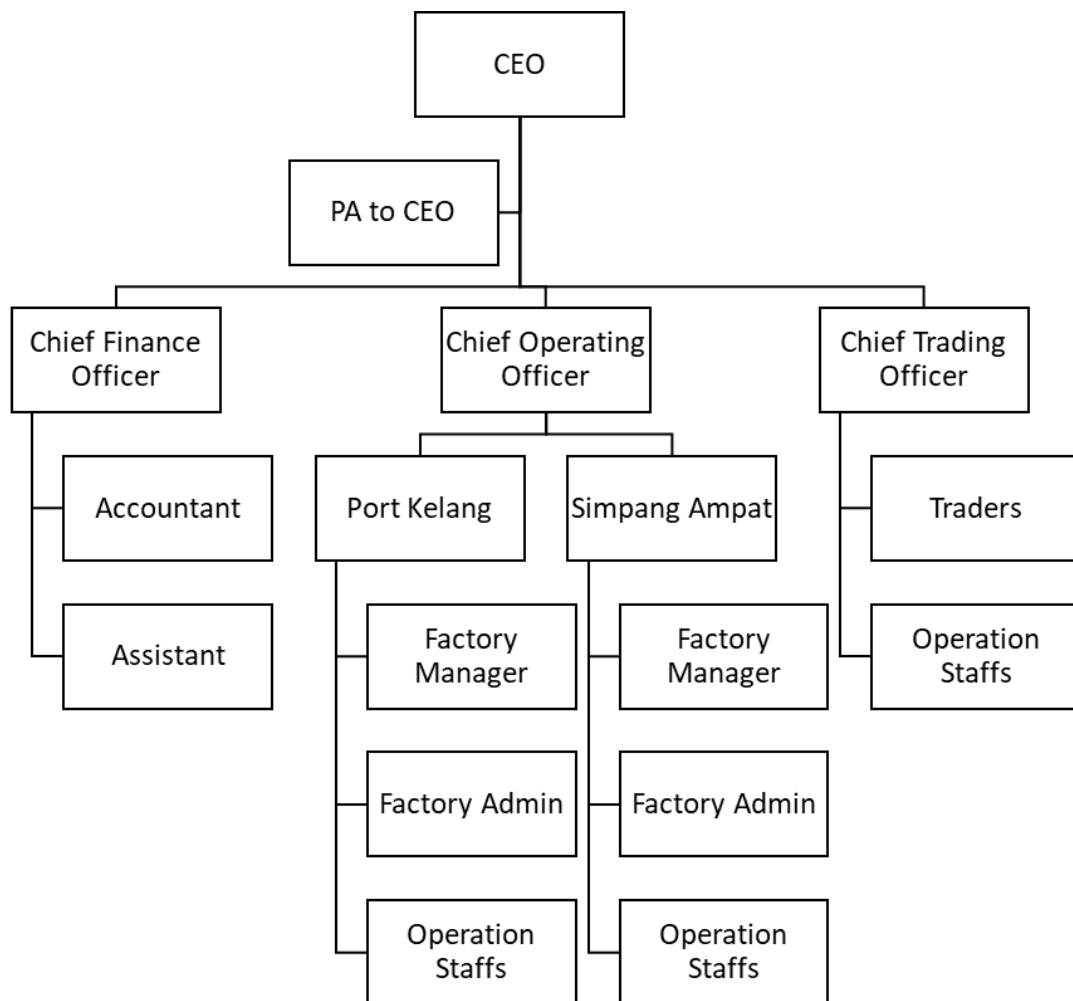 CEO
PA to CEO
Chief Finance
Officer
Chief Operating
Officer
Chief Trading
Officer
Accountant
Port Kelang
Simpang Ampat
Traders
Assistant
Factory
Manager
Factory
Manager
Operation
Staffs
Factory Admin
Factory Admin
Operation
Staffs
Operation
Staffs